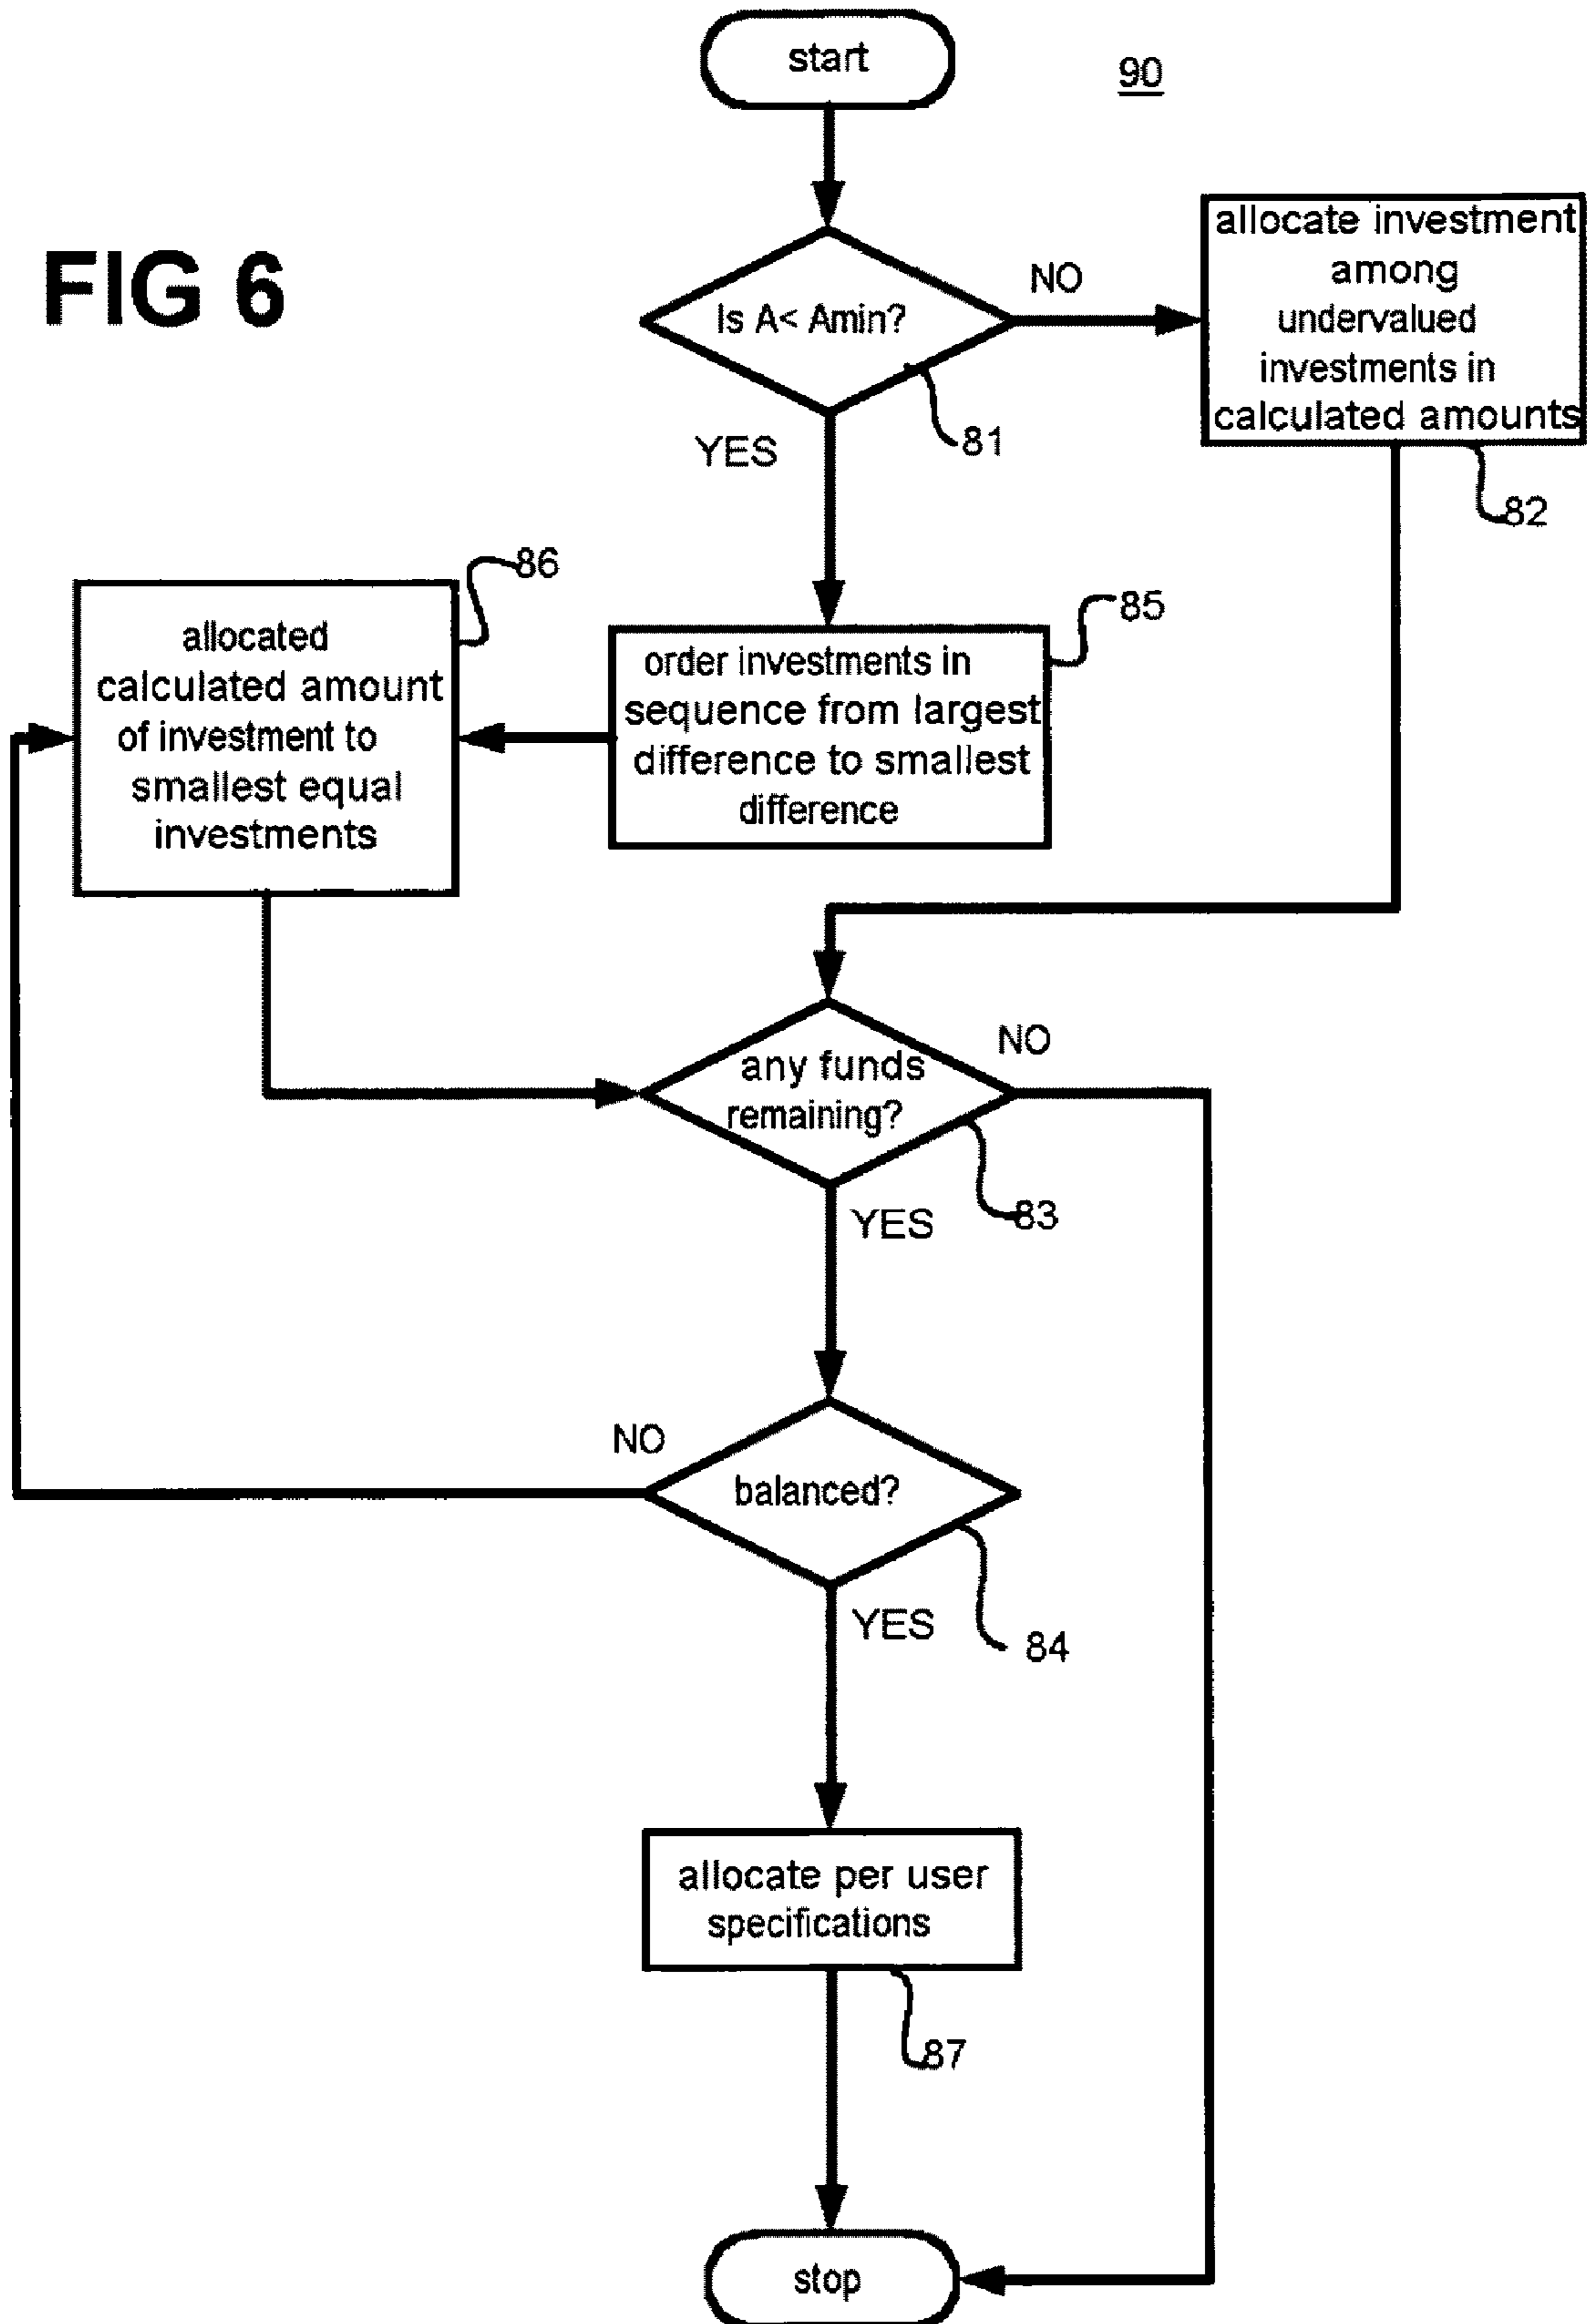 start
90
FIG 6
Is A< Amin?
NO
allocate investment
among
undervalued
investments in
calculated amounts
81
YES
82
86
85
allocated
calculated amount
of investment to
smallest equal
investments
order investments in
sequence from largest
difference to smallest
difference
any funds
remaining?
NO
83
YES
NO
balanced?
YES
84
allocate per user
specifications
87
stop